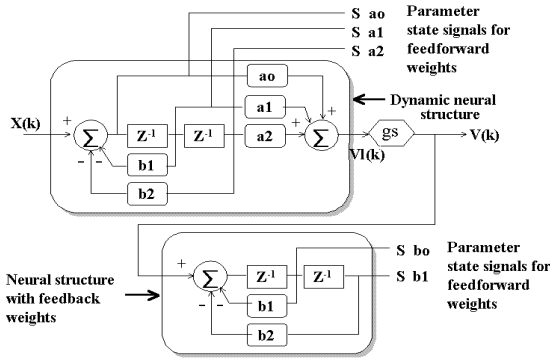 S ao
S a1
S a2
Parameter
state signals for
feedforward
weights
ao
a1
X(k)
+
Σ
Z-1
Z-1
a2
+
+
Σ
b1
b2
− −
Dynamic neural
structure
V1(k)
gs
V(k)
+
Σ
Z-1
Z-1
b1
b2
− −
S bo
S b1
Parameter
state signals for
feedforward
weights
Neural structure
with feedback
weights